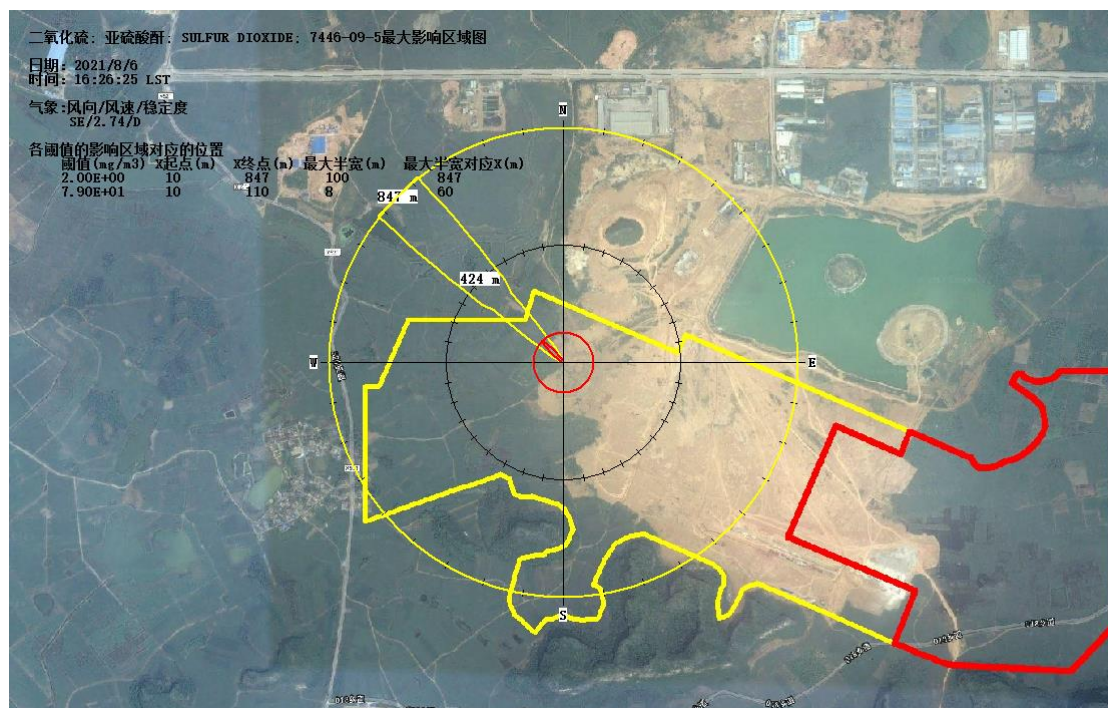 二氧化硫; 亚硫酸酐; SULFUR DIOXIDE; 7446-09-5最大影响区域图
日期: 2021/8/6
时间: 16:26:25 LST
气象:风向/风速/稳定度
SE/2.74/D
各阈值的影响区域对应的位置
阈值(mg/m3) X起点(m) X终点(m) 最大半宽(m) 最大半宽对应X(m)
2.00E+00 10 847 100 847
7.90E+01 10 110 8 60
N
847 m
424 m
W
E
S